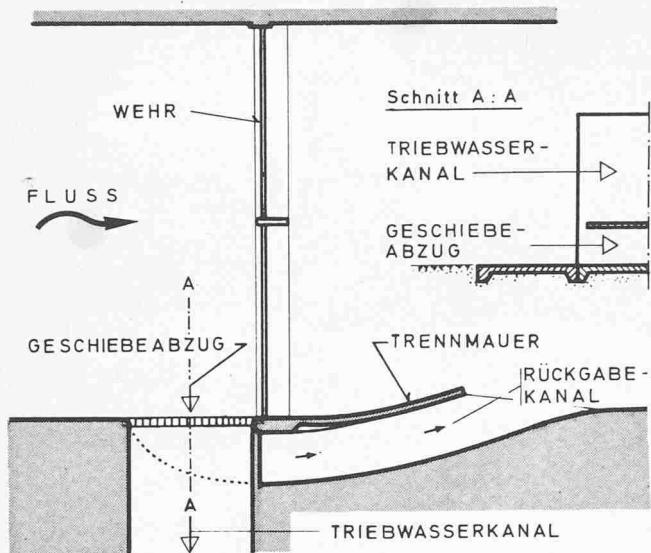 WEHR
Schnitt A : A
TRIEBWASSER-
KANAL
FLUSS
GESCHIEBE-
ABZUG
A
GESCHIEBEABZUG
TRENNMAUER
RÜCKGABE-
KANAL
A
TRIEBWASSERKANAL